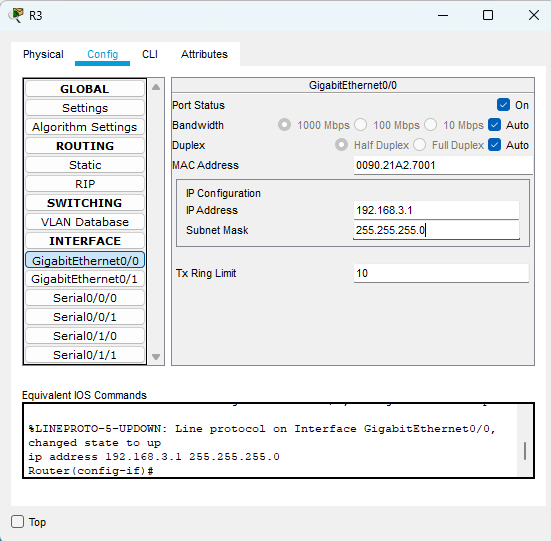 R3
Physical Config CLI Attributes
GLOBAL
Settings
Algorithm Settings
ROUTING
Static
RIP
SWITCHING
VLAN Database
INTERFACE
GigabitEthernet0/0
GigabitEthernet0/1
Serial0/0/0
Serial0/0/1
Serial0/1/0
Serial0/1/1
GigabitEthernet0/0
Port Status On
Bandwidth 1000 Mbps 100 Mbps 10 Mbps Auto
Duplex Half Duplex Full Duplex Auto
MAC Address 0090.21A2.7001
IP Configuration
IP Address 192.168.3.1
Subnet Mask 255.255.255.0
Tx Ring Limit 10
Equivalent IOS Commands
%LINEPROTO-5-UPDOWN: Line protocol on Interface GigabitEthernet0/0,
changed state to up
ip address 192.168.3.1 255.255.255.0
Router(config-if)#
Top